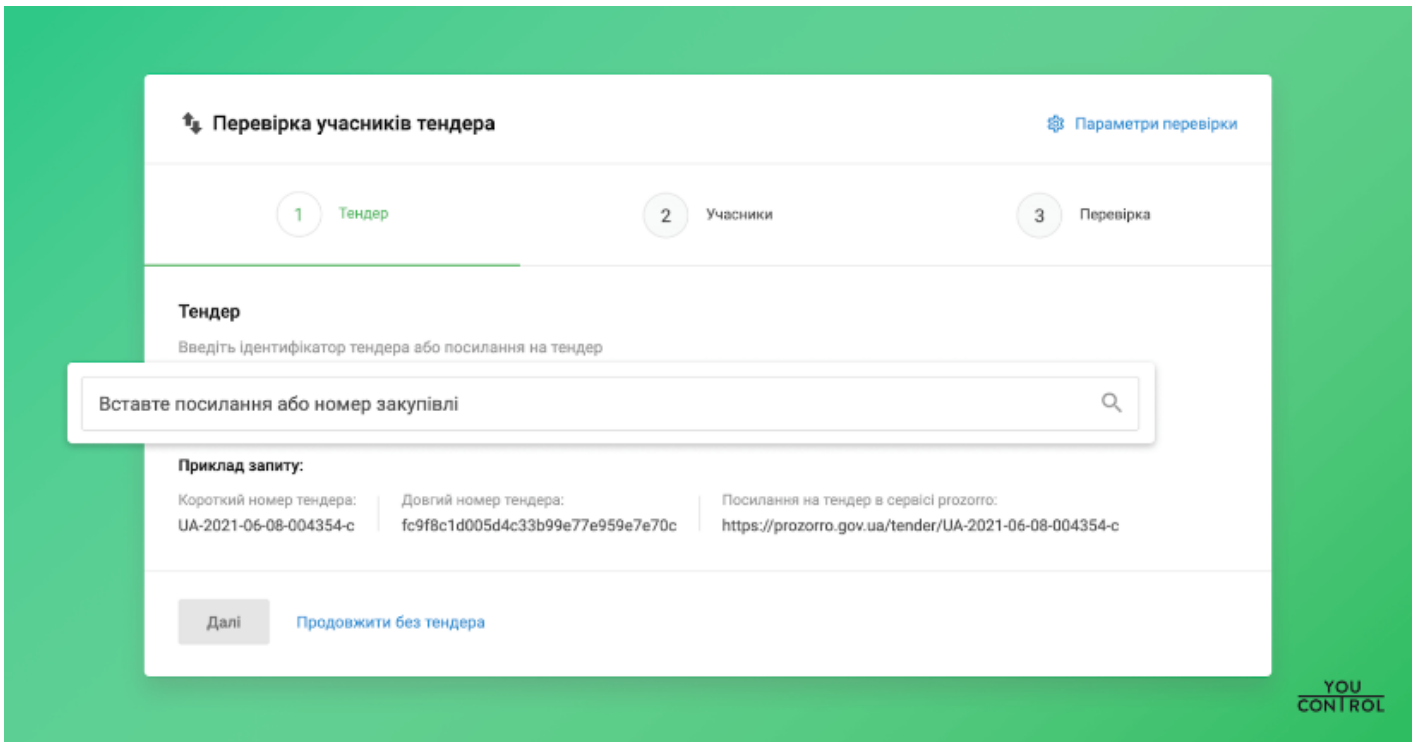 Перевірка учасників тендера
Параметри перевірки
1 Тендер
2 Учасники
3 Перевірка
Тендер
Введіть ідентифікатор тендера або посилання на тендер
Вставте посилання або номер закупівлі
Приклад запиту:
Короткий номер тендера:
UA-2021-06-08-004354-c
Довгий номер тендера:
fc9f8c1d005d4c33b99e77e959e7e70c
Посилання на тендер в сервісі prozorro:
https://prozorro.gov.ua/tender/UA-2021-06-08-004354-c
Далі
Продовжити без тендера
YOU
CONTROL